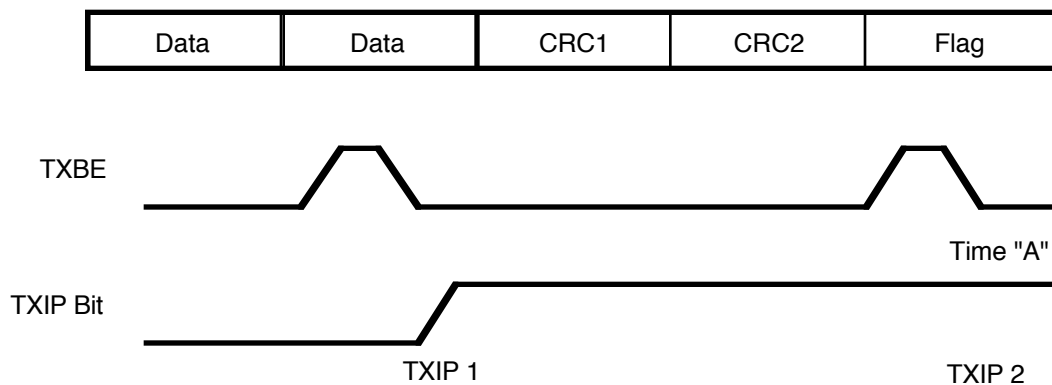 Data Data CRC1 CRC2 Flag
TXBE
Time "A"
TXIP Bit
TXIP 1 TXIP 2